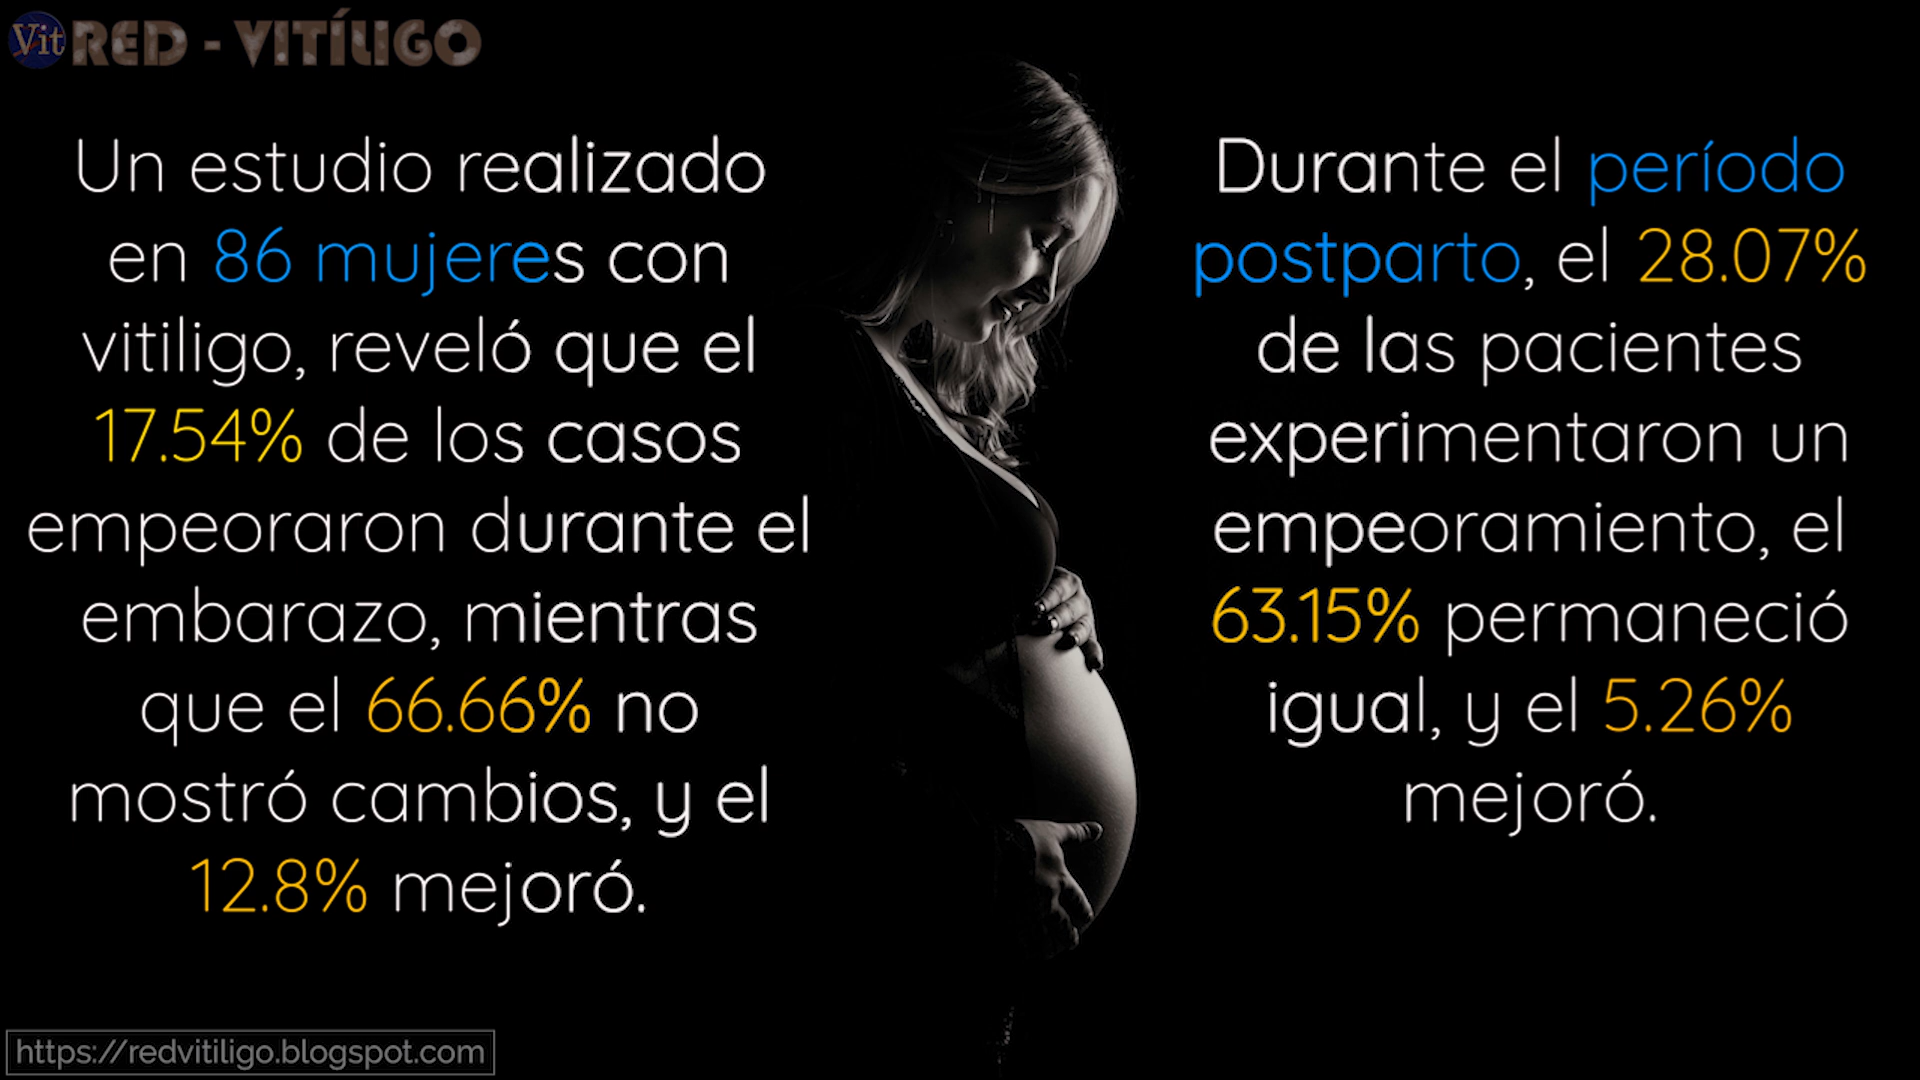 Vit RED - VITÍLIGO
Un estudio realizado
en 86 mujeres con
vitiligo, reveló que el
17.54% de los casos
empeoraron durante el
embarazo, mientras
que el 66.66% no
mostró cambios, y el
12.8% mejoró.
Durante el período
postparto, el 28.07%
de las pacientes
experimentaron un
empeoramiento, el
63.15% permaneció
igual, y el 5.26%
mejoró.
https://redvitiligo.blogspot.com